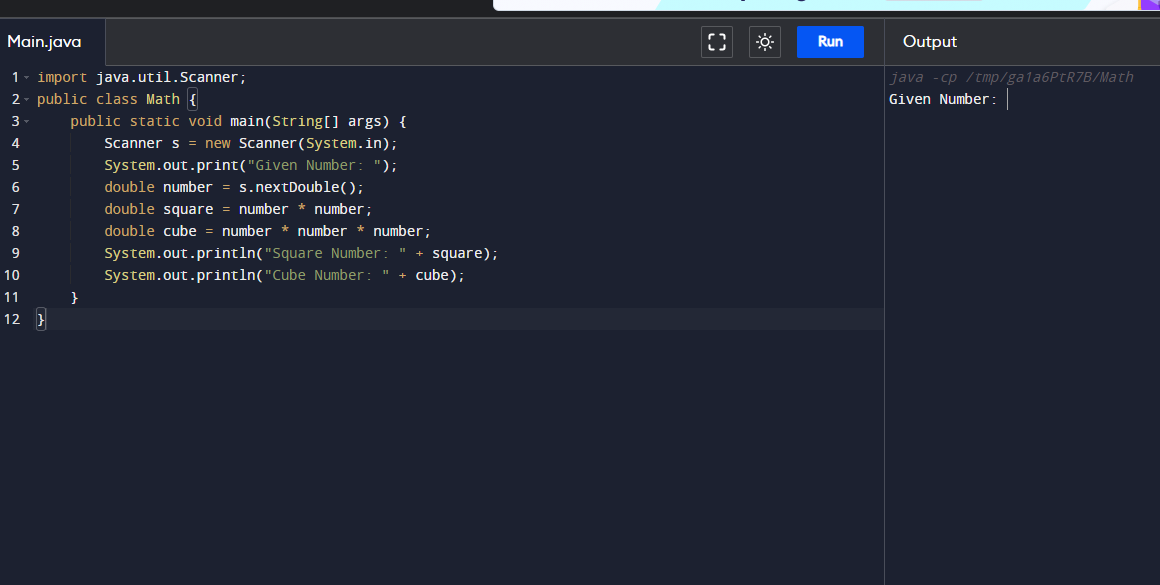 Main.java
Run
Output
1 import java.util.Scanner;
2 public class Math {
3     public static void main(String[] args) {
4         Scanner s = new Scanner(System.in);
5         System.out.print("Given Number: ");
6         double number = s.nextDouble();
7         double square = number * number;
8         double cube = number * number * number;
9         System.out.println("Square Number: " + square);
10         System.out.println("Cube Number: " + cube);
11     }
12 }
java -cp /tmp/ga1a6PtR7B/Math
Given Number: